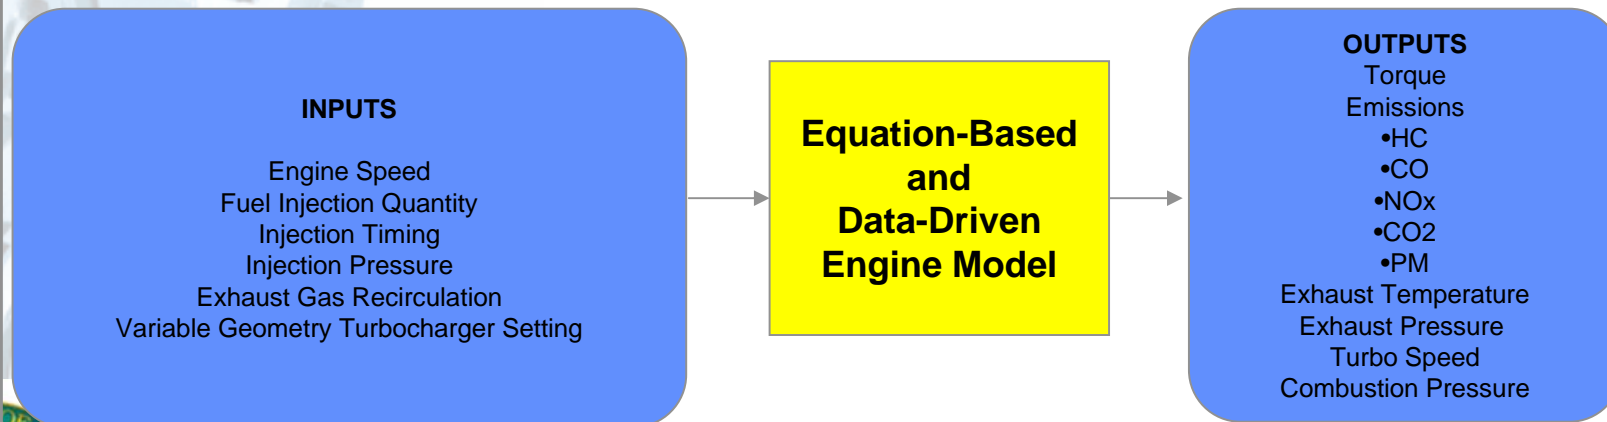 INPUTS
Engine Speed
Fuel Injection Quantity
Injection Timing
Injection Pressure
Exhaust Gas Recirculation
Variable Geometry Turbocharger Setting
Equation-Based
and
Data-Driven
Engine Model
OUTPUTS
Torque
Emissions
•HC
•CO
•NOx
•CO2
•PM
Exhaust Temperature
Exhaust Pressure
Turbo Speed
Combustion Pressure